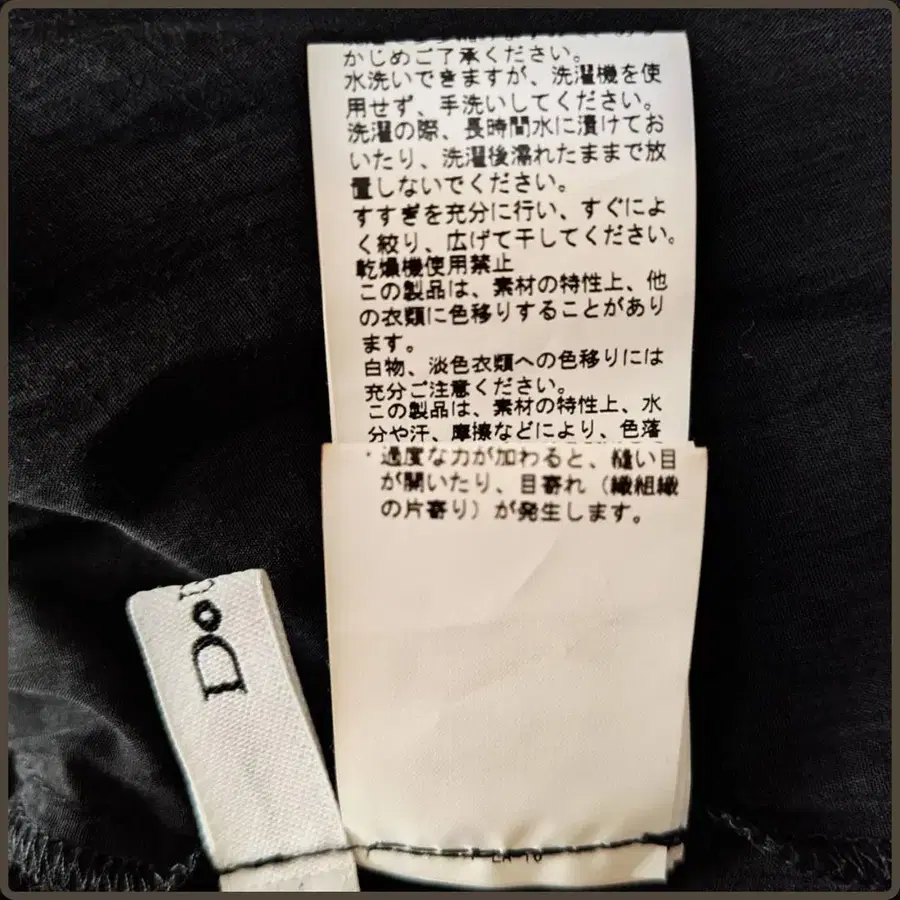 かじめご了承ください。
水洗いできますが、洗濯機を使
用せず、手洗いしてください。
洗濯の際、長時間水に漬けてお
いたり、洗濯後濡れたままで放
置しないでください。
すすぎを充分に行い、すぐによ
く絞り、広げて干してください。
乾燥機使用禁止
この製品は、素材の特性上、他
の衣類に色移りすることがあり
ます。
白物、淡色衣類への色移りには
充分ご注意ください。
この製品は、素材の特性上、水
分や汗、摩擦などにより、色落
・過度な力が加わると、縫い目
が開いたり、目寄れ（繊組織
の片寄り）が発生します。
Do